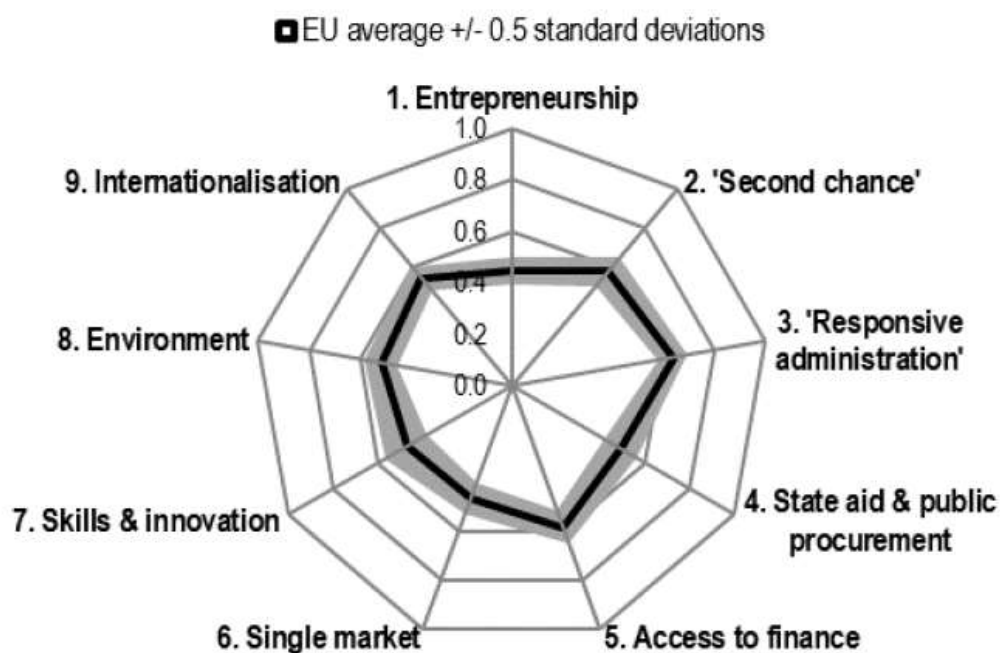 EU average +/- 0.5 standard deviations
1. Entrepreneurship
1.0
9. Internationalisation
2. 'Second chance'
0.8
0.6
0.4
3. 'Responsive
administration'
8. Environment
0.2
0.0
4. State aid & public
procurement
7. Skills & innovation
6. Single market
5. Access to finance